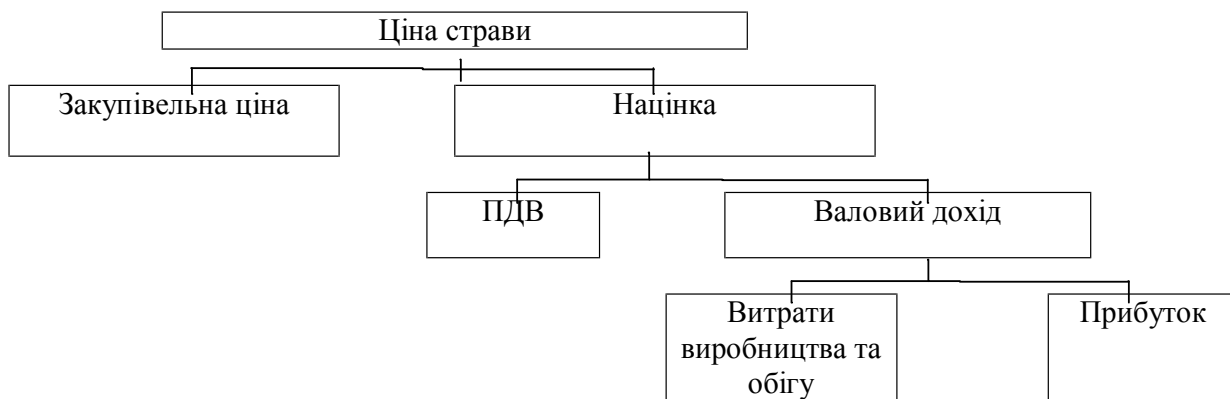 Ціна страви
Закупівельна ціна
Націнка
ПДВ
Валовий дохід
Витрати
виробництва та
обігу
Прибуток